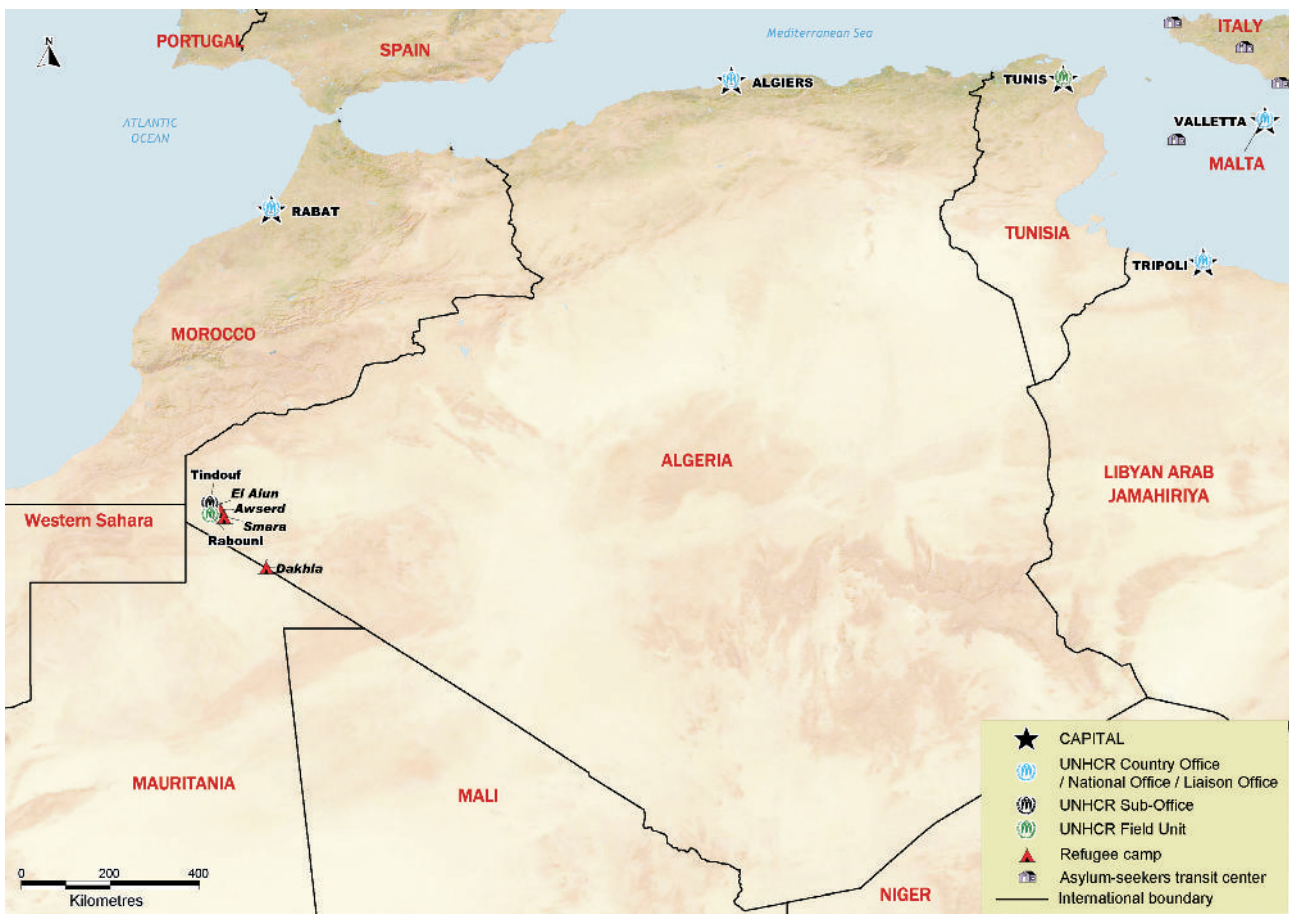 N
PORTUGAL
SPAIN
Mediterranean Sea
ITALY
ALGIERS
TUNIS
ATLANTIC
OCEAN
VALLETTA
MALTA
RABAT
TUNISIA
TRIPOLI
MOROCCO
ALGERIA
LIBYAN ARAB
JAMAHIRIYA
Tindouf
El Aiun
Awserd
Western Sahara
Smara
Rabouni
Dakhla
MAURITANIA
MALI
NIGER
0 200 400
Kilometres
CAPITAL
UNHCR Country Office
/ National Office / Liaison Office
UNHCR Sub-Office
UNHCR Field Unit
Refugee camp
Asylum-seekers transit center
International boundary